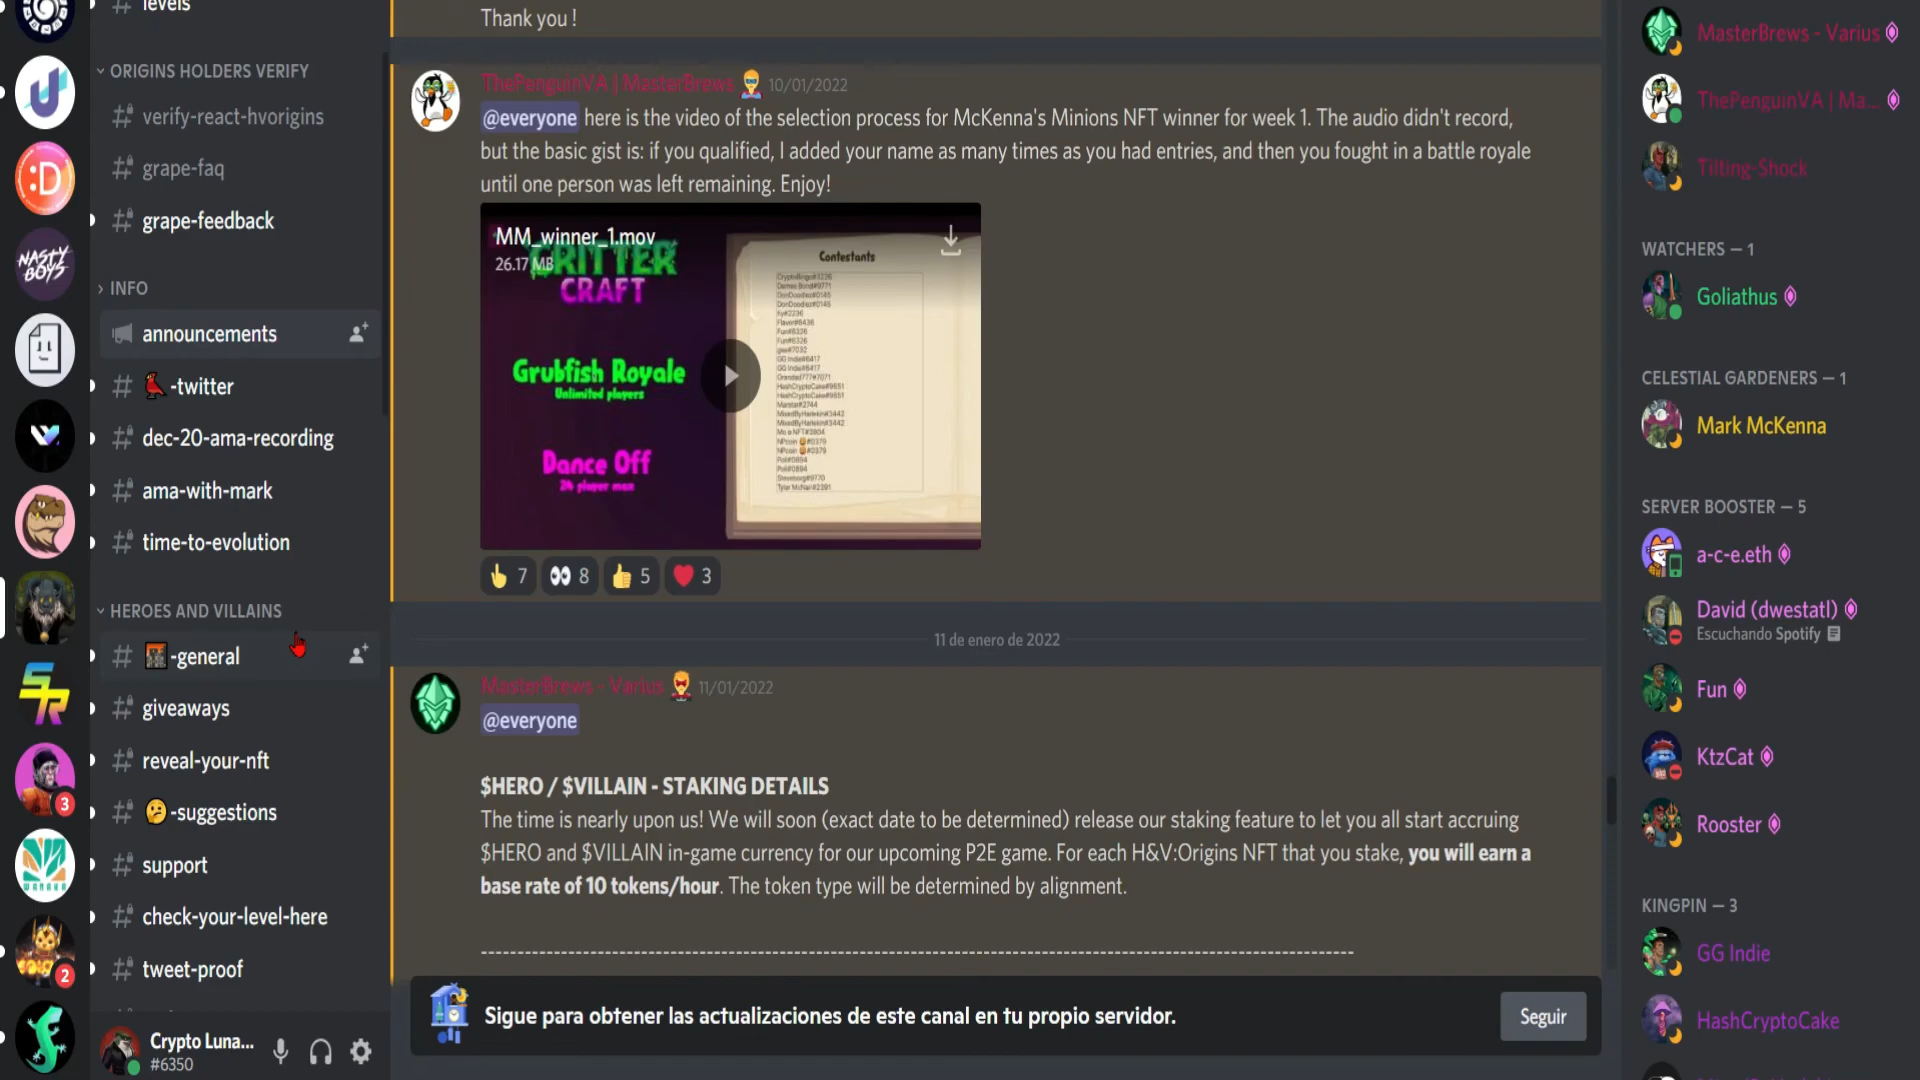 levels
ORIGINS HOLDERS VERIFY
verify-react-hvorigins
grape-faq
grape-feedback
INFO
announcements
-twitter
dec-20-ama-recording
ama-with-mark
time-to-evolution
HEROES AND VILLAINS
-general
giveaways
reveal-your-nft
-suggestions
support
check-your-level-here
tweet-proof
Crypto Luna...
#6350
:D
NASTY
BOYS
SR
3
WANAKA
2
Thank you !
ThePenguinVA | MasterBrews 10/01/2022
@everyone here is the video of the selection process for McKenna's Minions NFT winner for week 1. The audio didn't record,
but the basic gist is: if you qualified, I added your name as many times as you had entries, and then you fought in a battle royale
until one person was left remaining. Enjoy!
MM_winner_1.mov
26.17 MB
CRITTER
CRAFT
Grubfish Royale
Unlimited players
Dance Off
24 player max
Contestants
7 8 5 3
11 de enero de 2022
MasterBrews - Varius 11/01/2022
@everyone
$HERO / $VILLAIN - STAKING DETAILS
The time is nearly upon us! We will soon (exact date to be determined) release our staking feature to let you all start accruing
$HERO and $VILLAIN in-game currency for our upcoming P2E game. For each H&V:Origins NFT that you stake, you will earn a
base rate of 10 tokens/hour. The token type will be determined by alignment.
Sigue para obtener las actualizaciones de este canal en tu propio servidor.
Seguir
MasterBrews - Varius
ThePenguinVA | Ma...
Tilting-Shock
WATCHERS — 1
Goliathus
CELESTIAL GARDENERS — 1
Mark McKenna
SERVER BOOSTER — 5
a-c-e.eth
David (dwestatl)
Escuchando Spotify
Fun
KtzCat
Rooster
KINGPIN — 3
GG Indie
HashCryptoCake